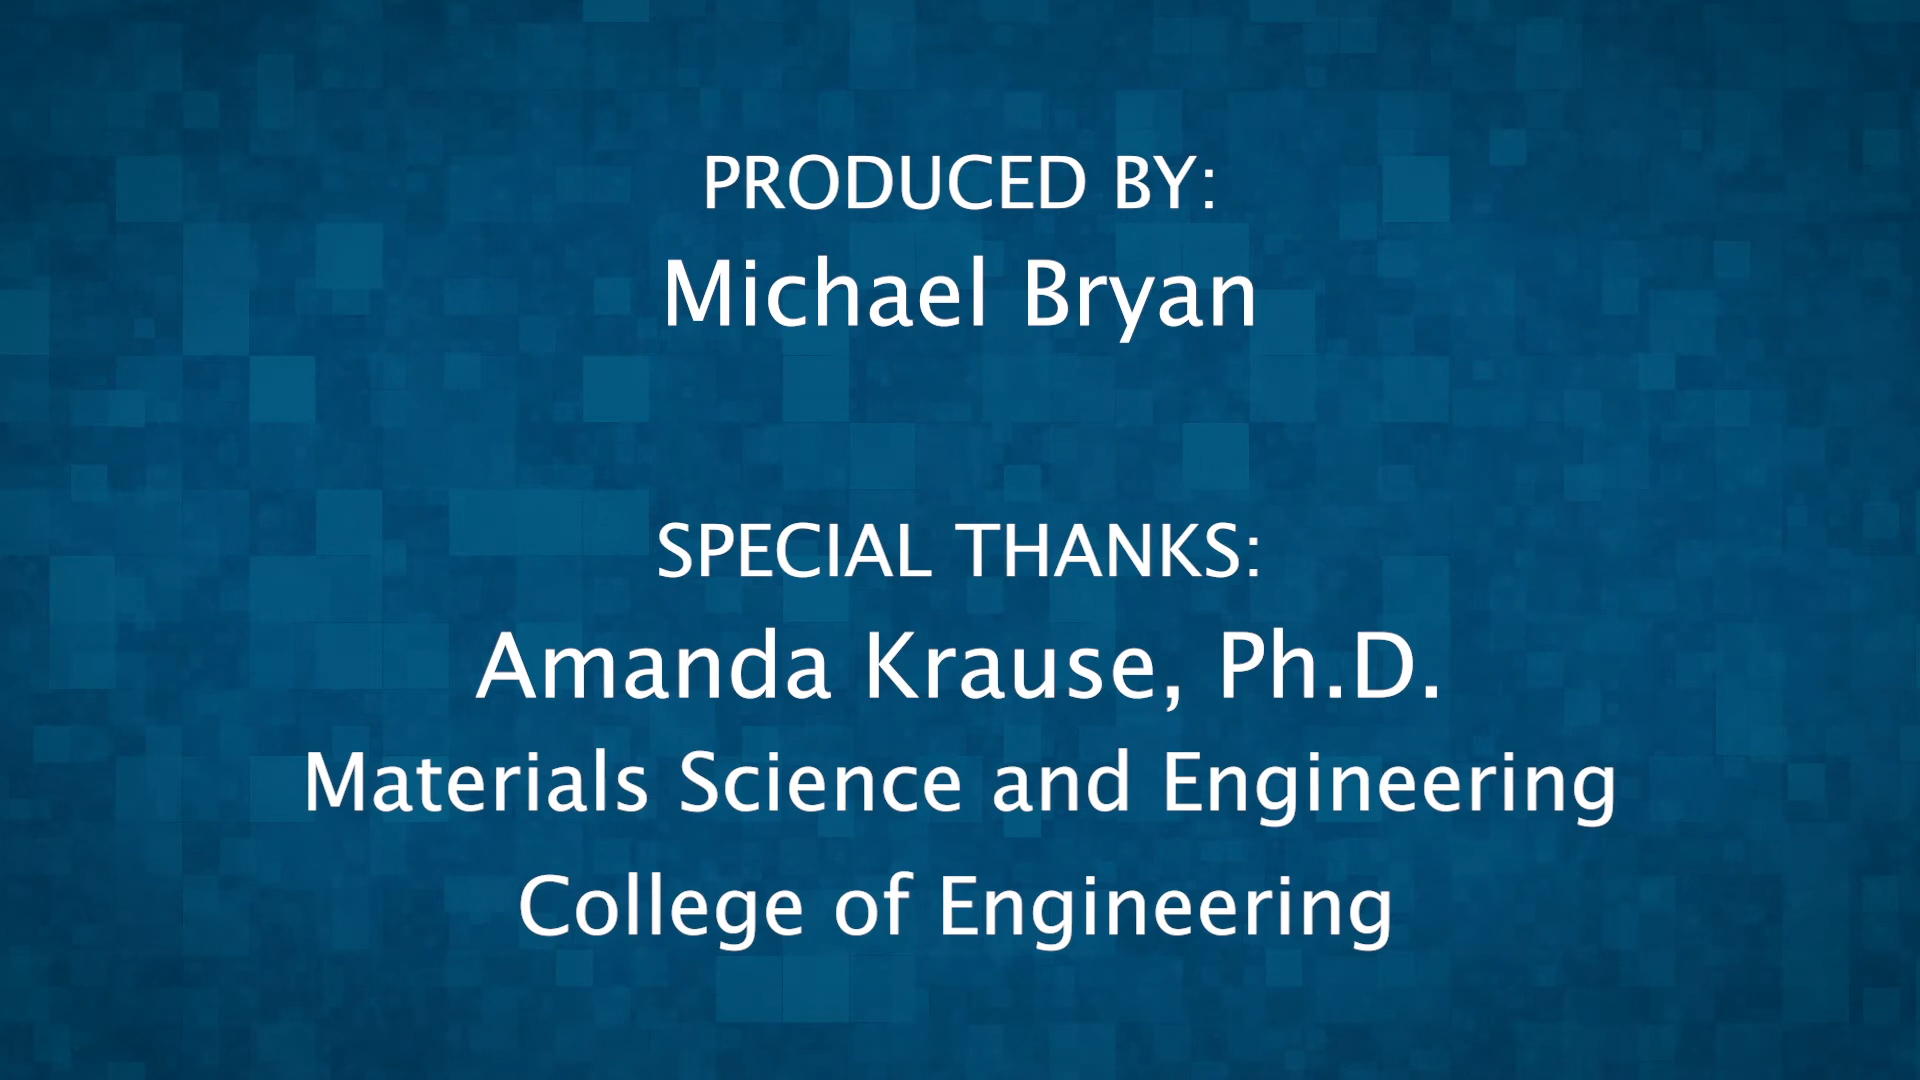 PRODUCED BY:
Michael Bryan
SPECIAL THANKS:
Amanda Krause, Ph.D.
Materials Science and Engineering
College of Engineering